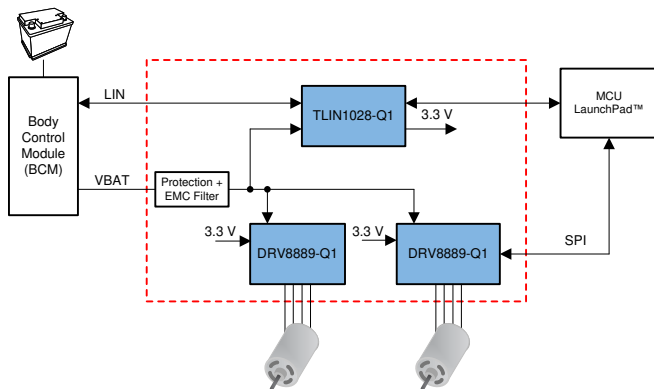 LIN
TLIN1028-Q1
3.3 V
MCU
LaunchPad™
Body
Control
Module
(BCM)
VBAT
Protection +
EMC Filter
3.3 V
DRV8889-Q1
3.3 V
DRV8889-Q1
SPI